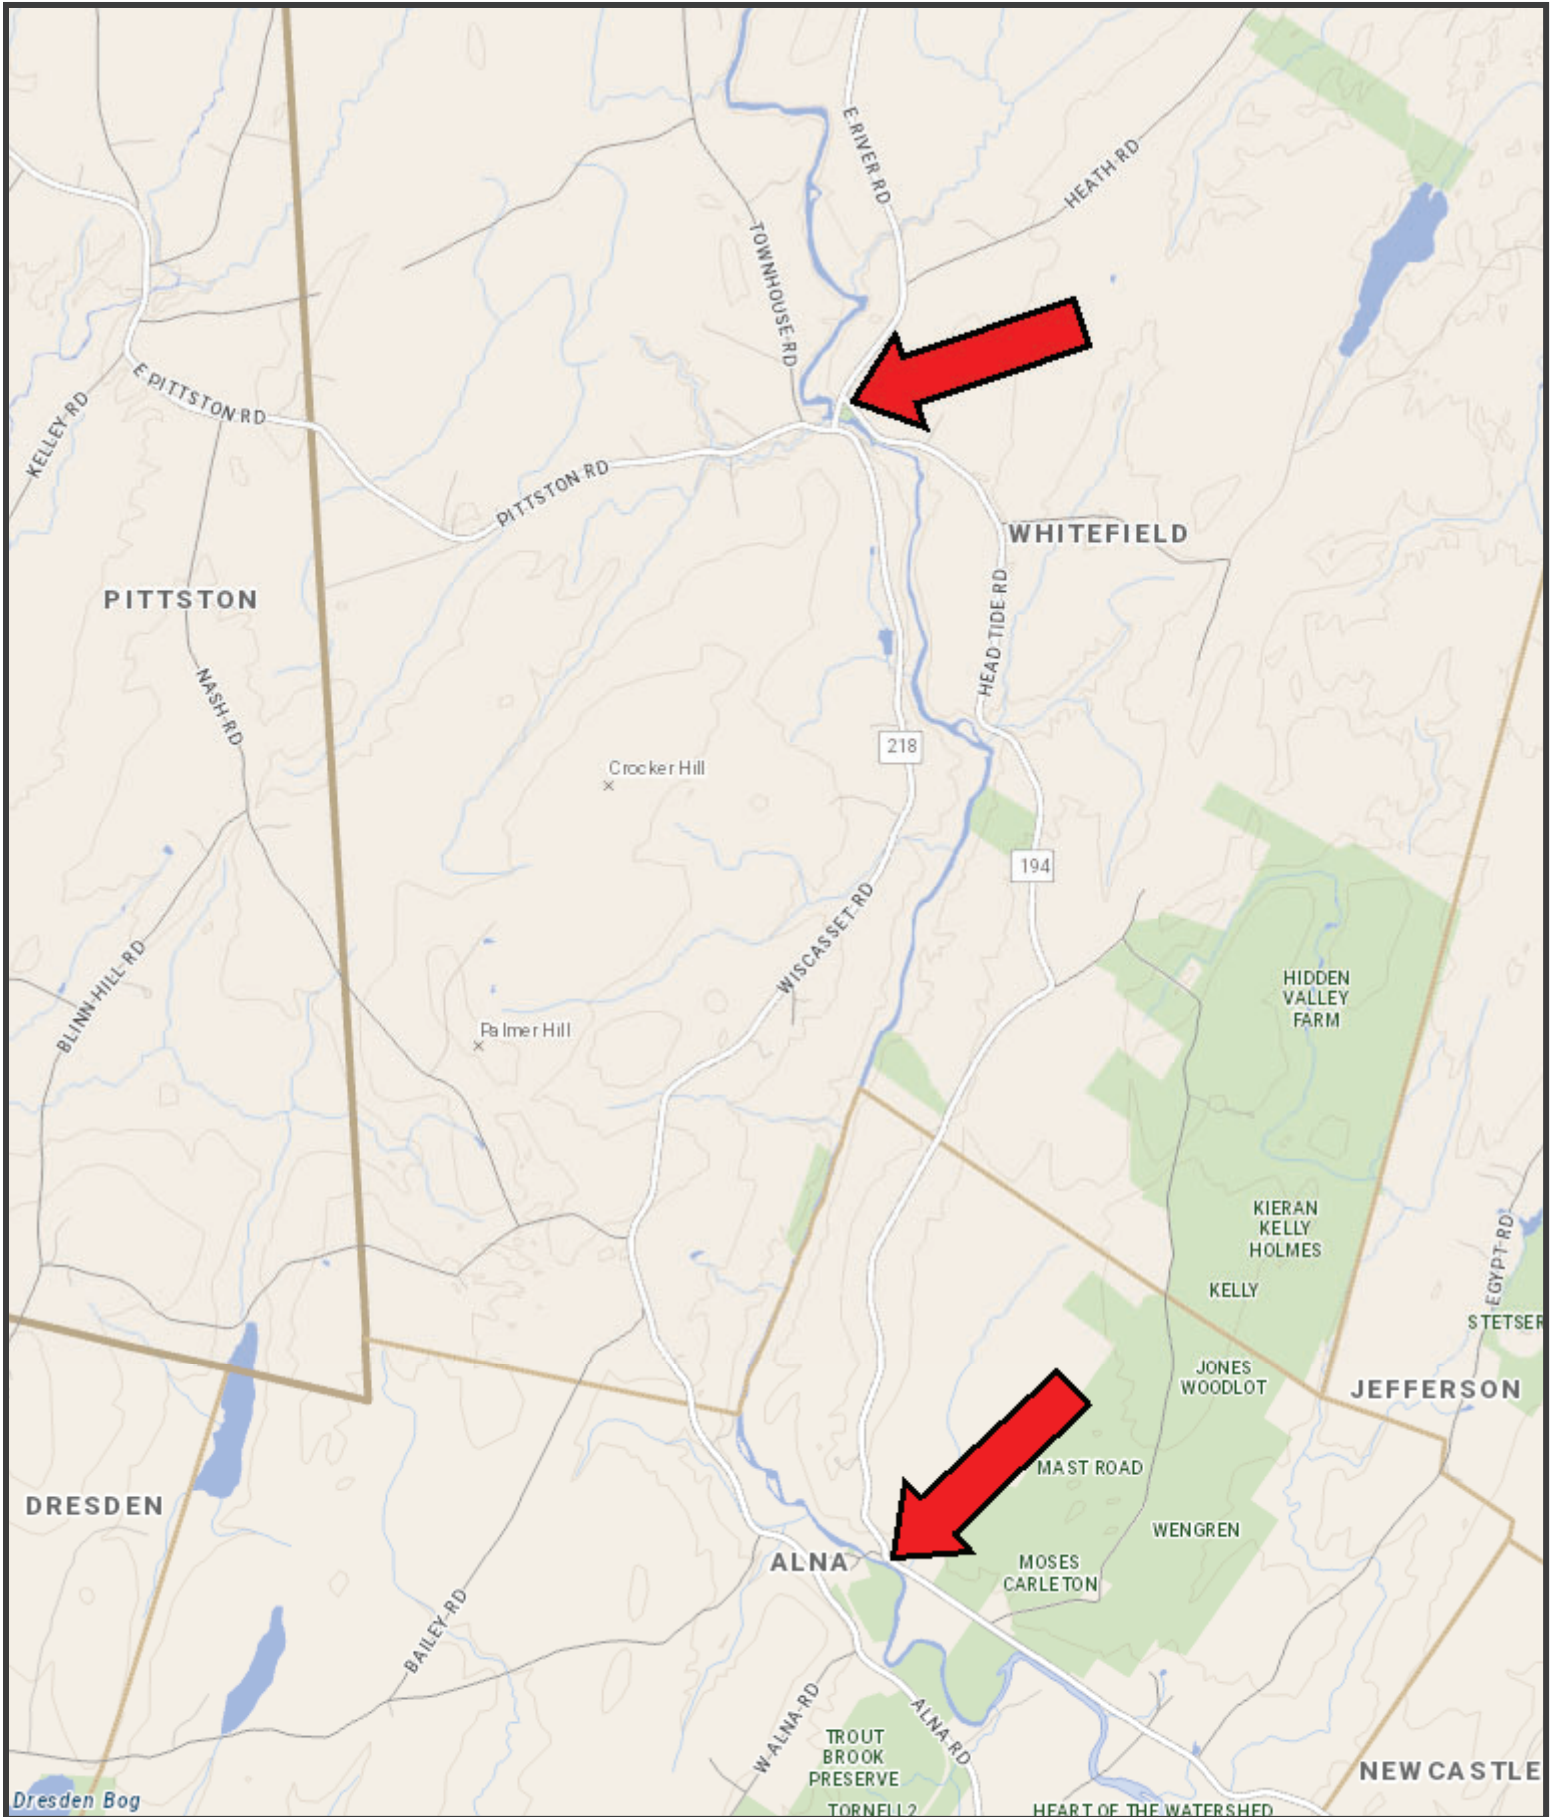 E RIVER RD
HEATH RD
TOWNHOUSE RD
E PITTSTON RD
KELLEY RD
PITTSTON RD
WHITEFIELD
PITTSTON
HEAD TIDE RD
NASH RD
218
Crocker Hill
194
WISCASSET RD
BLINN HILL RD
HIDDEN
VALLEY
FARM
Palmer Hill
KIERAN
KELLY
HOLMES
EGYPT RD
KELLY
STETSER
JONES
WOODLOT
JEFFERSON
MAST ROAD
DRESDEN
WENGREN
ALNA
MOSES
CARLETON
BAILEY RD
W ALNA RD
ALNA RD
TROUT
BROOK
PRESERVE
NEWCASTLE
Dresden Bog
TORNELL2
HEART OF THE WATERSHED